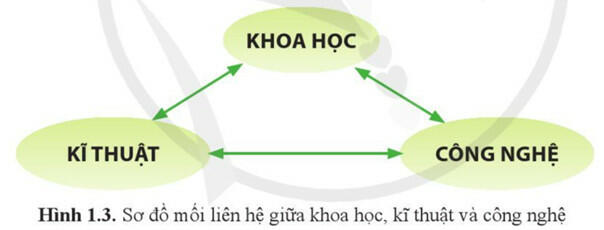 KHOA HỌC
KĨ THUẬT
CÔNG NGHỆ
Hình 1.3. Sơ đồ mối liên hệ giữa khoa học, kĩ thuật và công nghệ